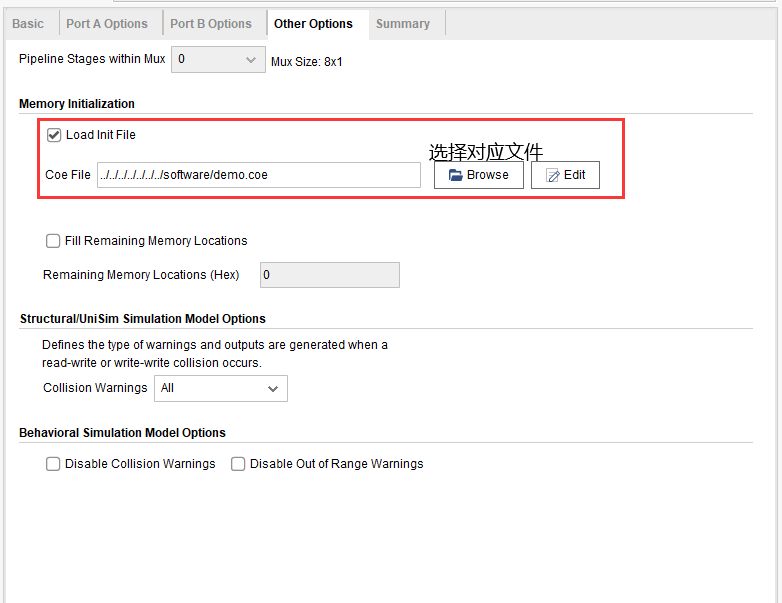 Basic Port A Options Port B Options Other Options Summary
Pipeline Stages within Mux 0 Mux Size: 8x1
Memory Initialization
Load Init File
选择对应文件
Coe File ../../../../../../../software/demo.coe Browse Edit
Fill Remaining Memory Locations
Remaining Memory Locations (Hex) 0
Structural/UniSim Simulation Model Options
Defines the type of warnings and outputs are generated when a
read-write or write-write collision occurs.
Collision Warnings All
Behavioral Simulation Model Options
Disable Collision Warnings Disable Out of Range Warnings